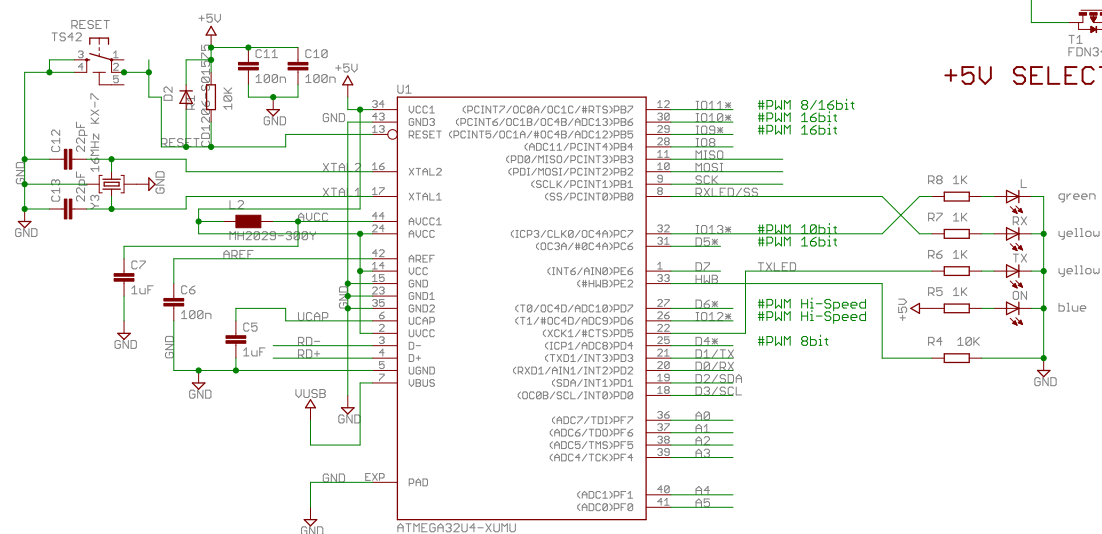 RESET
TS42
3
1
4
2
5
+5V
D2
CD1206-S01575
R1
10K
C11
100n
C10
100n
GND
+5V
T1
FDN34
+5V SELECT
RESET
C12
22pF
16MHz KX-7
Y3
C13
22pF
GND
GND
GND
XTAL2
XTAL1
L2
MH2029-300Y
AVCC
AREF
C7
1uF
GND
C6
100n
GND
C5
1uF
UCAP
RD-
RD+
GND
VUSB
GND
GND
GND
GND
GND
EXP
U1
34 VCC1
43 GND3
13 RESET
16 XTAL2
17 XTAL1
44 AVCC1
24 AVCC
42 AREF
14 VCC
15 GND
23 GND1
35 GND2
6 UCAP
2 UVCC
3 D-
4 D+
5 UGND
7 VBUS
PAD
(PCINT7/OC0A/OC1C/#RTS)PB7 12 IO11* #PWM 8/16bit
(PCINT6/OC1B/OC4B/ADC13)PB6 30 IO10* #PWM 16bit
(PCINT5/OC1A/#OC4B/ADC12)PB5 29 IO9* #PWM 16bit
(ADC11/PCINT4)PB4 28 IO8
(PD0/MISO/PCINT3)PB3 11 MISO
(PDI/MOSI/PCINT2)PB2 10 MOSI
(SCLK/PCINT1)PB1 9 SCK
(SS/PCINT0)PB0 8 RXLED/SS
(ICP3/CLK0/OC4A)PC7 32 IO13* #PWM 10bit
(OC3A/#0C4A)PC6 31 D5* #PWM 16bit
(INT6/AIN0)PE6 1 D7 TXLED
(#HWB)PE2 33 HWB
(T0/OC4D/ADC10)PD7 27 D6* #PWM Hi-Speed
(T1/#OC4D/ADC9)PD6 26 IO12* #PWM Hi-Speed
(XCK1/#CTS)PD5 22
(ICP1/ADC8)PD4 25 D4* #PWM 8bit
(TXD1/INT3)PD3 21 D1/TX
(RXD1/AIN1/INT2)PD2 20 D0/RX
(SDA/INT1)PD1 19 D2/SDA
(OC0B/SCL/INT0)PD0 18 D3/SCL
(ADC7/TDI)PF7 36 A0
(ADC6/TDO)PF6 37 A1
(ADC5/TMS)PF5 38 A2
(ADC4/TCK)PF4 39 A3
(ADC1)PF1 40 A4
(ADC0)PF0 41 A5
ATMEGA32U4-XUMU
R8 1K L green
R7 1K RX yellow
R6 1K TX yellow
+5V R5 1K ON blue
R4 10K
GND